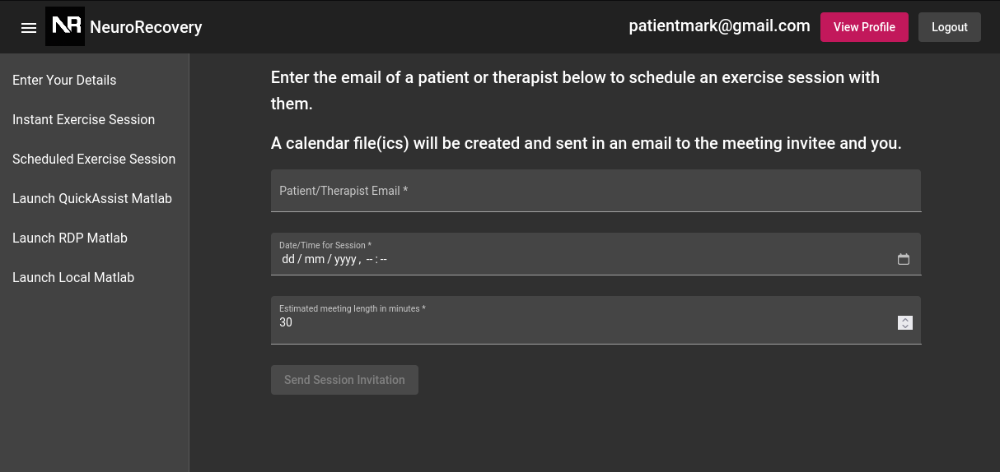 NR NeuroRecovery
patientmark@gmail.com View Profile Logout
Enter Your Details
Instant Exercise Session
Scheduled Exercise Session
Launch QuickAssist Matlab
Launch RDP Matlab
Launch Local Matlab
Enter the email of a patient or therapist below to schedule an exercise session with
them.
A calendar file(ics) will be created and sent in an email to the meeting invitee and you.
Patient/Therapist Email *
Date/Time for Session *
dd / mm / yyyy , -- : --
Estimated meeting length in minutes *
30
Send Session Invitation